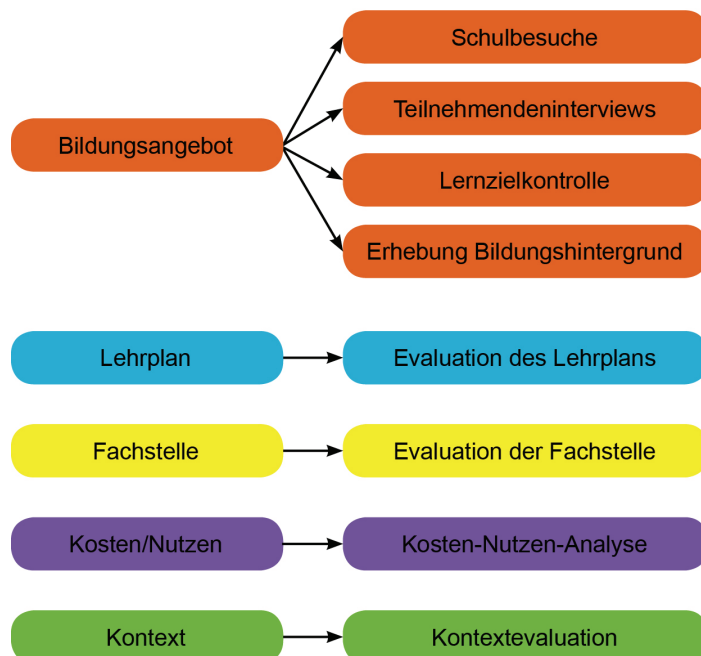 Schulbesuche
Teilnehmendeninterviews
Bildungsangebot
Lernzielkontrolle
Erhebung Bildungshintergrund
Lehrplan
Evaluation des Lehrplans
Fachstelle
Evaluation der Fachstelle
Kosten/Nutzen
Kosten-Nutzen-Analyse
Kontext
Kontextevaluation